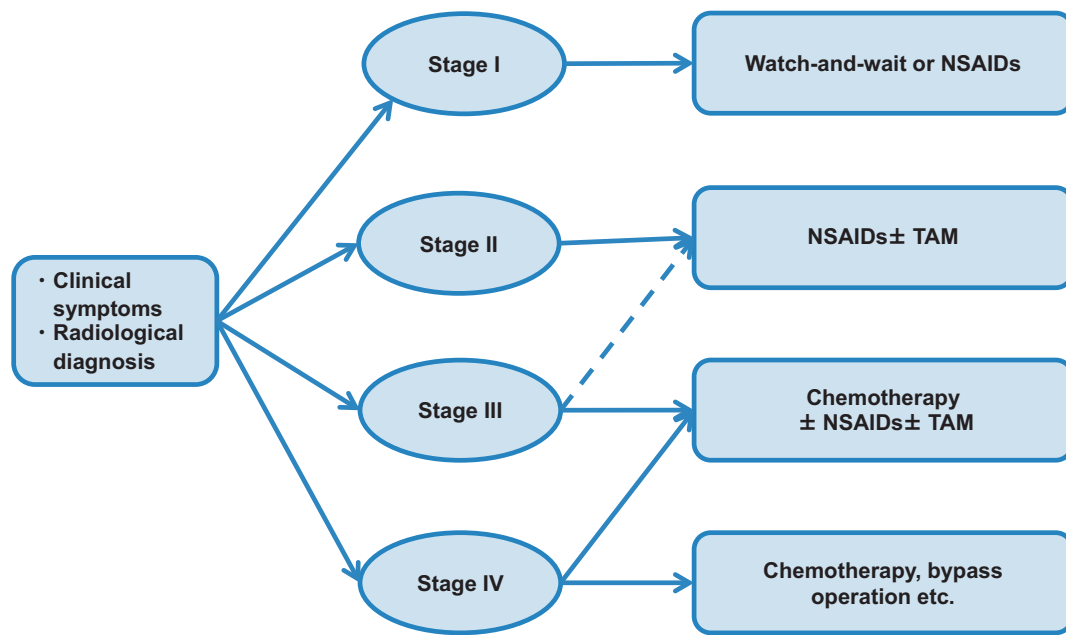 ・ Clinical
symptoms
・ Radiological
diagnosis
Stage I
Watch-and-wait or NSAIDs
Stage II
NSAIDs± TAM
Stage III
Chemotherapy
± NSAIDs± TAM
Stage IV
Chemotherapy, bypass
operation etc.